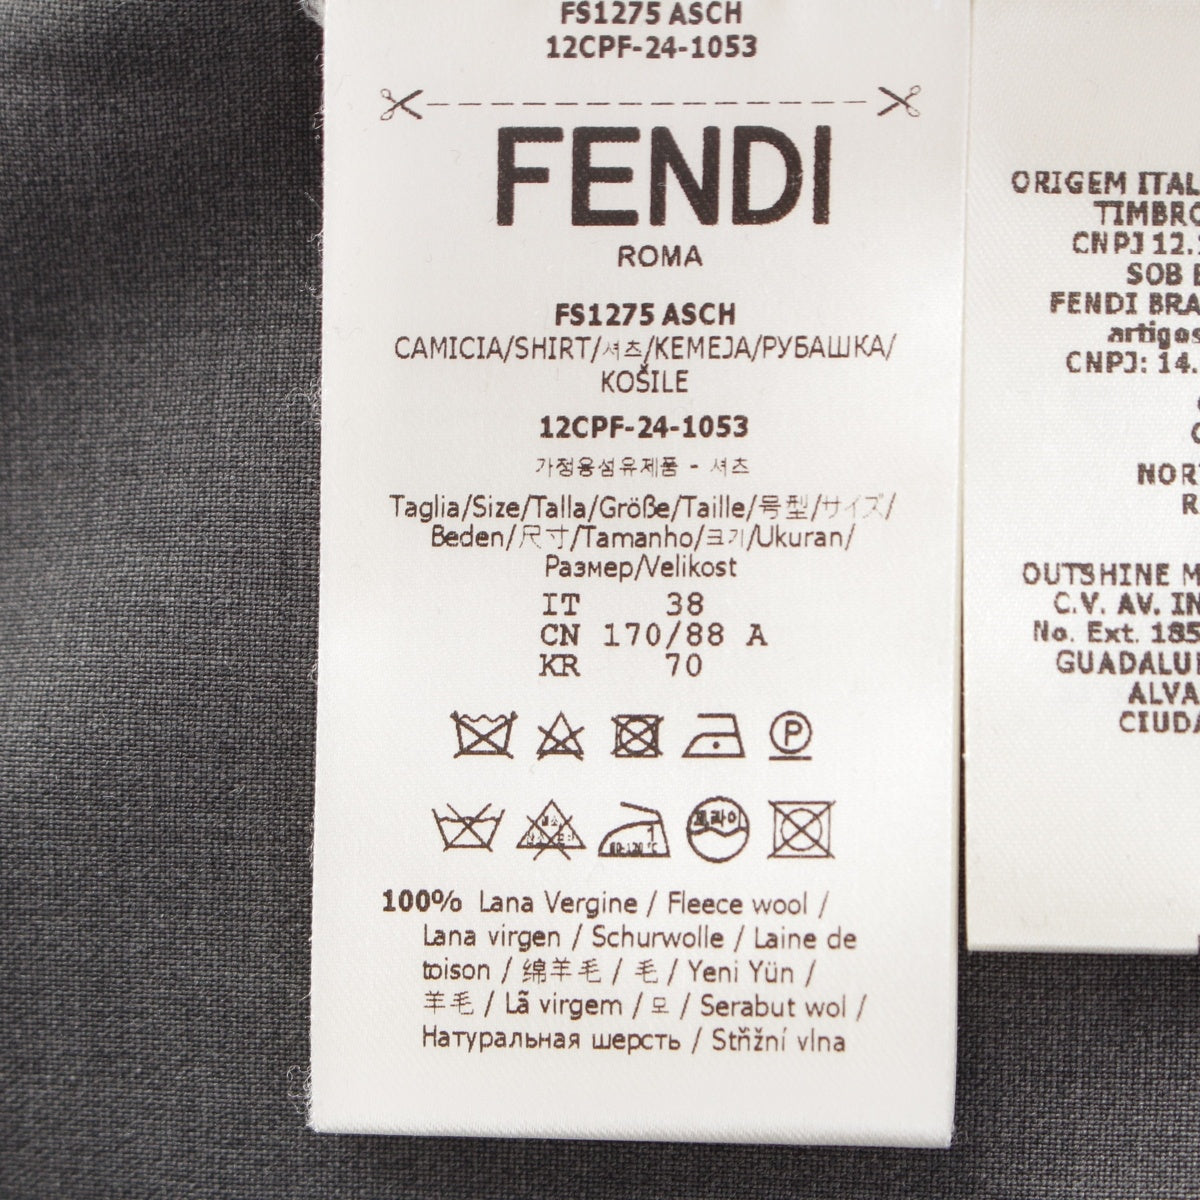 FS1275 ASCH
12CPF-24-1053
FENDI
ROMA
FS1275 ASCH
CAMICIA/SHIRT/셔츠/KEMEJA/РУБАШКА/
KOŠILE
12CPF-24-1053
가정용섬유제품 - 셔츠
Taglia/Size/Talla/Größe/Taille/号型/サイズ/
Beden/尺寸/Tamanho/크기/Ukuran/
Размер/Velikost
IT 38
CN 170/88 A
KR 70
P
드라이
100% Lana Vergine / Fleece wool /
Lana virgen / Schurwolle / Laine de
toison / 绵羊毛 / 毛 / Yeni Yün /
羊毛 / Lã virgem / 모 / Serabut wol /
Натуральная шерсть / Střižní vlna
ORIGEM ITAL
TIMBRO
CNPJ 12.
SOB
FENDI BRA
artigos
CNPJ: 14.
NOR
R
OUTSHINE M
C.V. AV. IN
No. Ext. 185
GUADALU
ALVA
CIUDA